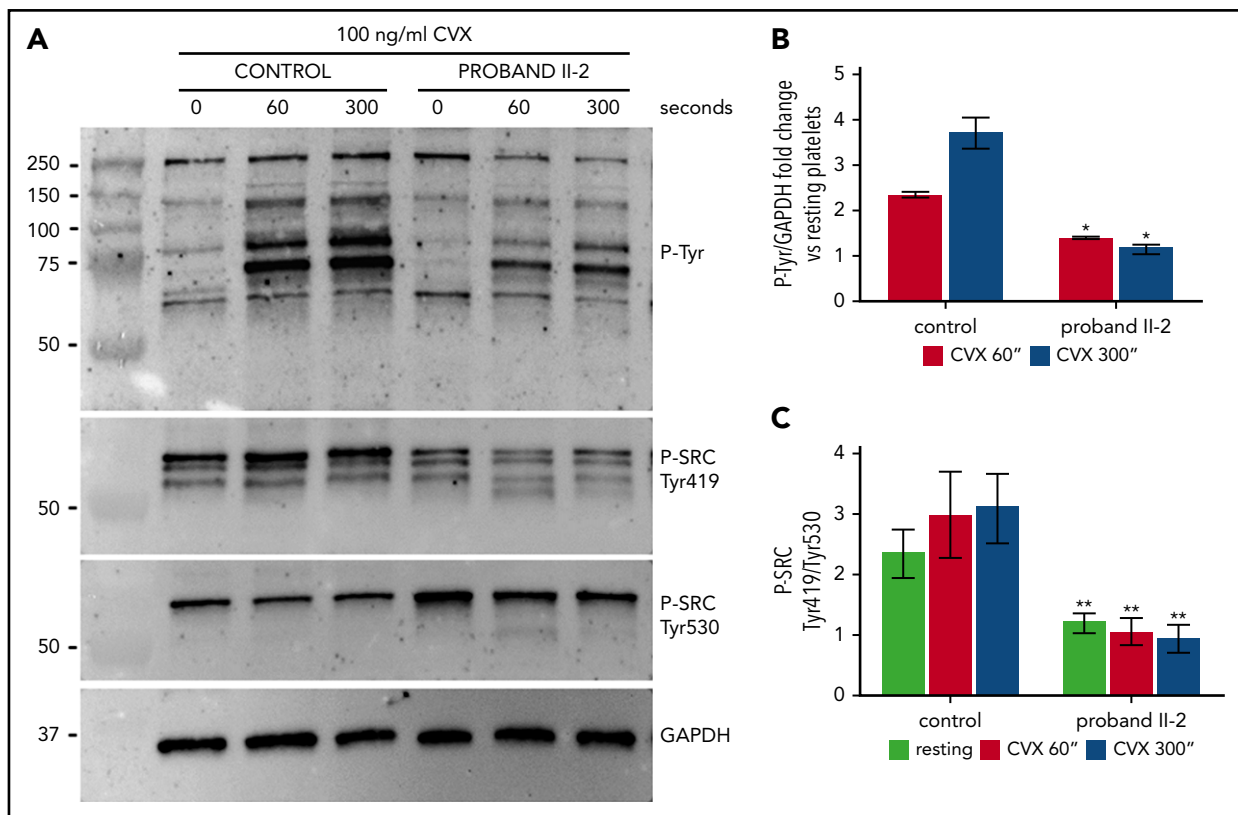 A
100 ng/ml CVX
CONTROL PROBAND II-2
0 60 300 0 60 300 seconds
250
150
100
75
50
P-Tyr
P-SRC
Tyr419
50
P-SRC
Tyr530
50
37
GAPDH
B
P-Tyr/GAPDH fold change
vs resting platelets
5
4
3
2
1
0
* *
control proband II-2
CVX 60" CVX 300"
C
P-SRC
Tyr419/Tyr530
4
3
2
1
0
** ** **
control proband II-2
resting CVX 60" CVX 300"